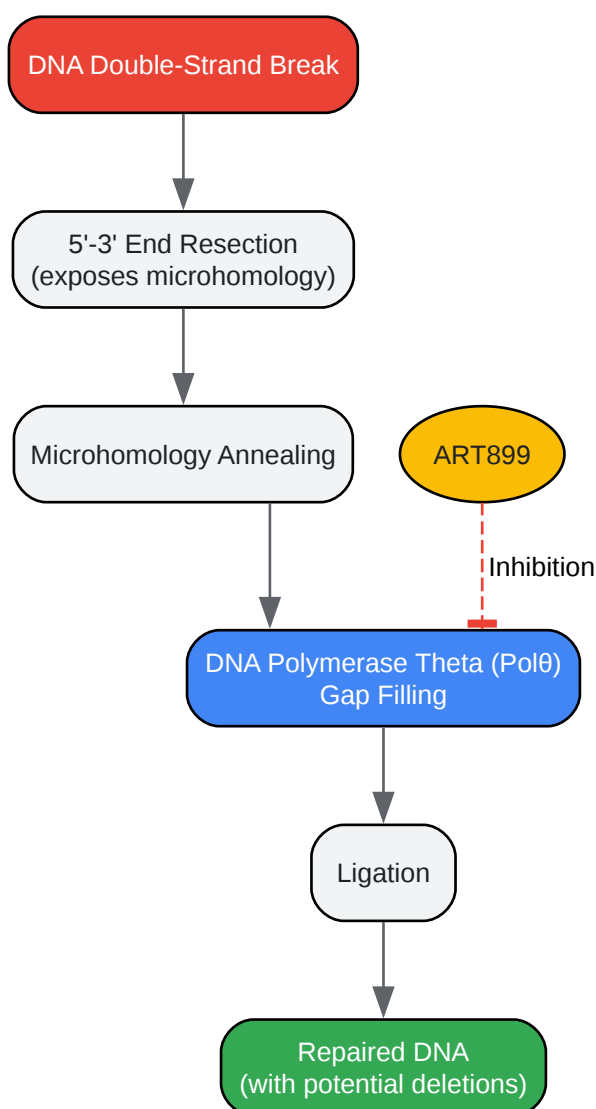 DNA Double-Strand Break
5'-3' End Resection
(exposes microhomology)
Microhomology Annealing
ART899
Inhibition
DNA Polymerase Theta (Polθ)
Gap Filling
Ligation
Repaired DNA
(with potential deletions)